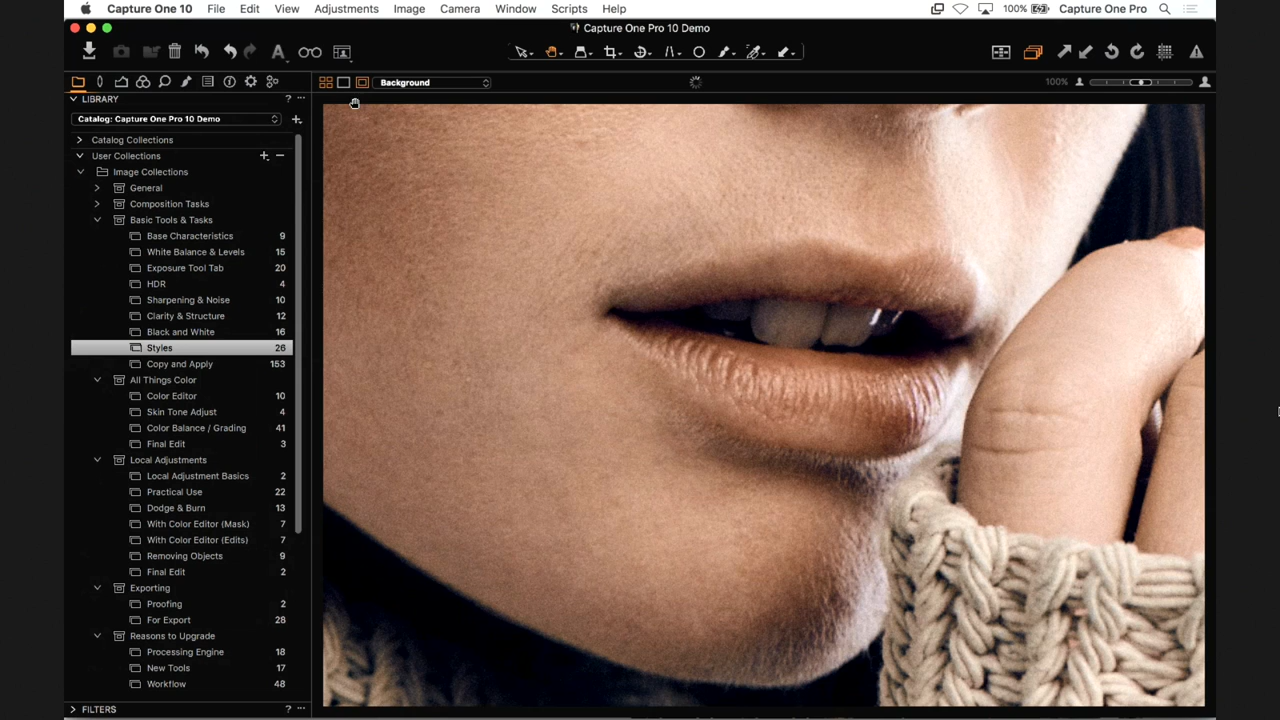 Capture One 10 File Edit View Adjustments Image Camera Window Scripts Help 100% Capture One Pro
Capture One Pro 10 Demo
Background 100%
LIBRARY ? ...
Catalog: Capture One Pro 10 Demo
Catalog Collections
User Collections
Image Collections
General
Composition Tasks
Basic Tools & Tasks
Base Characteristics 9
White Balance & Levels 15
Exposure Tool Tab 20
HDR 4
Sharpening & Noise 10
Clarity & Structure 12
Black and White 16
Styles 26
Copy and Apply 153
All Things Color
Color Editor 10
Skin Tone Adjust 4
Color Balance / Grading 41
Final Edit 3
Local Adjustments
Local Adjustment Basics 2
Practical Use 22
Dodge & Burn 13
With Color Editor (Mask) 7
With Color Editor (Edits) 7
Removing Objects 9
Final Edit 2
Exporting
Proofing 2
For Export 28
Reasons to Upgrade
Processing Engine 18
New Tools 17
Workflow 48
FILTERS ? ...